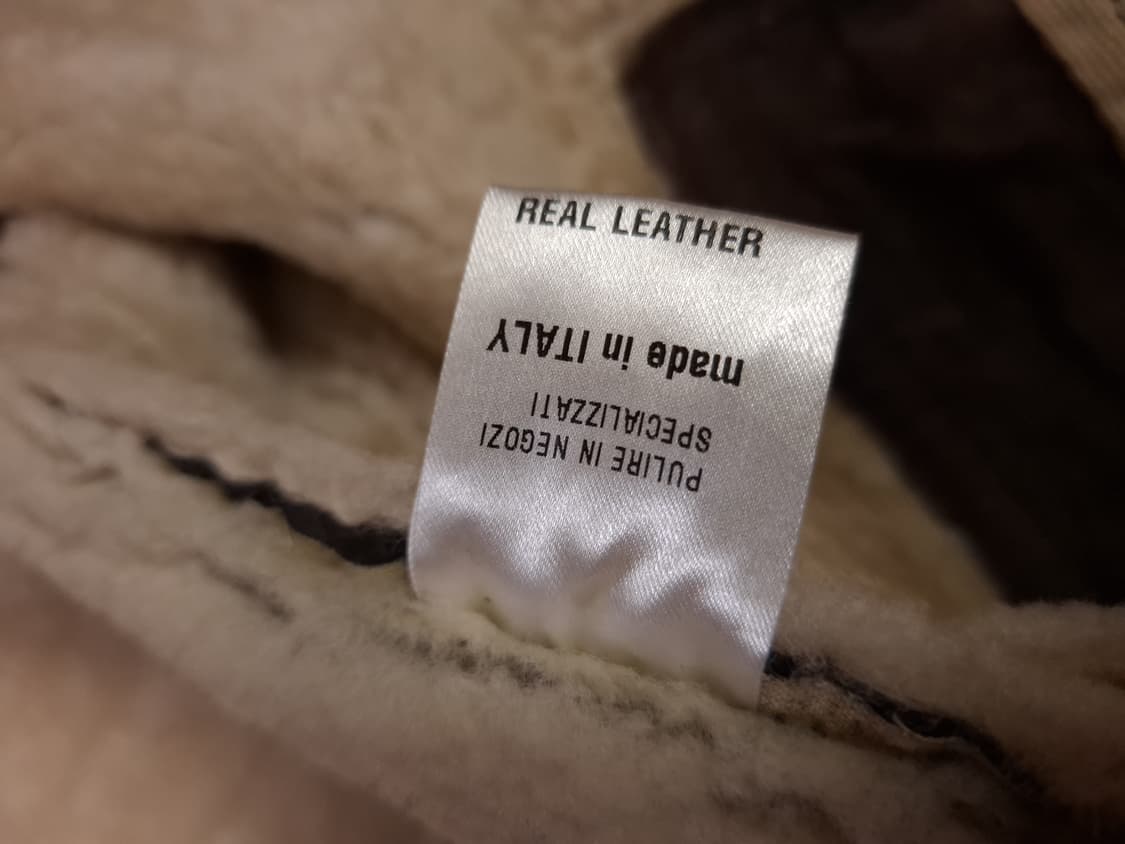 REAL LEATHER
PULIRE IN NEGOZI
SPECIALIZZATI
made in ITALY